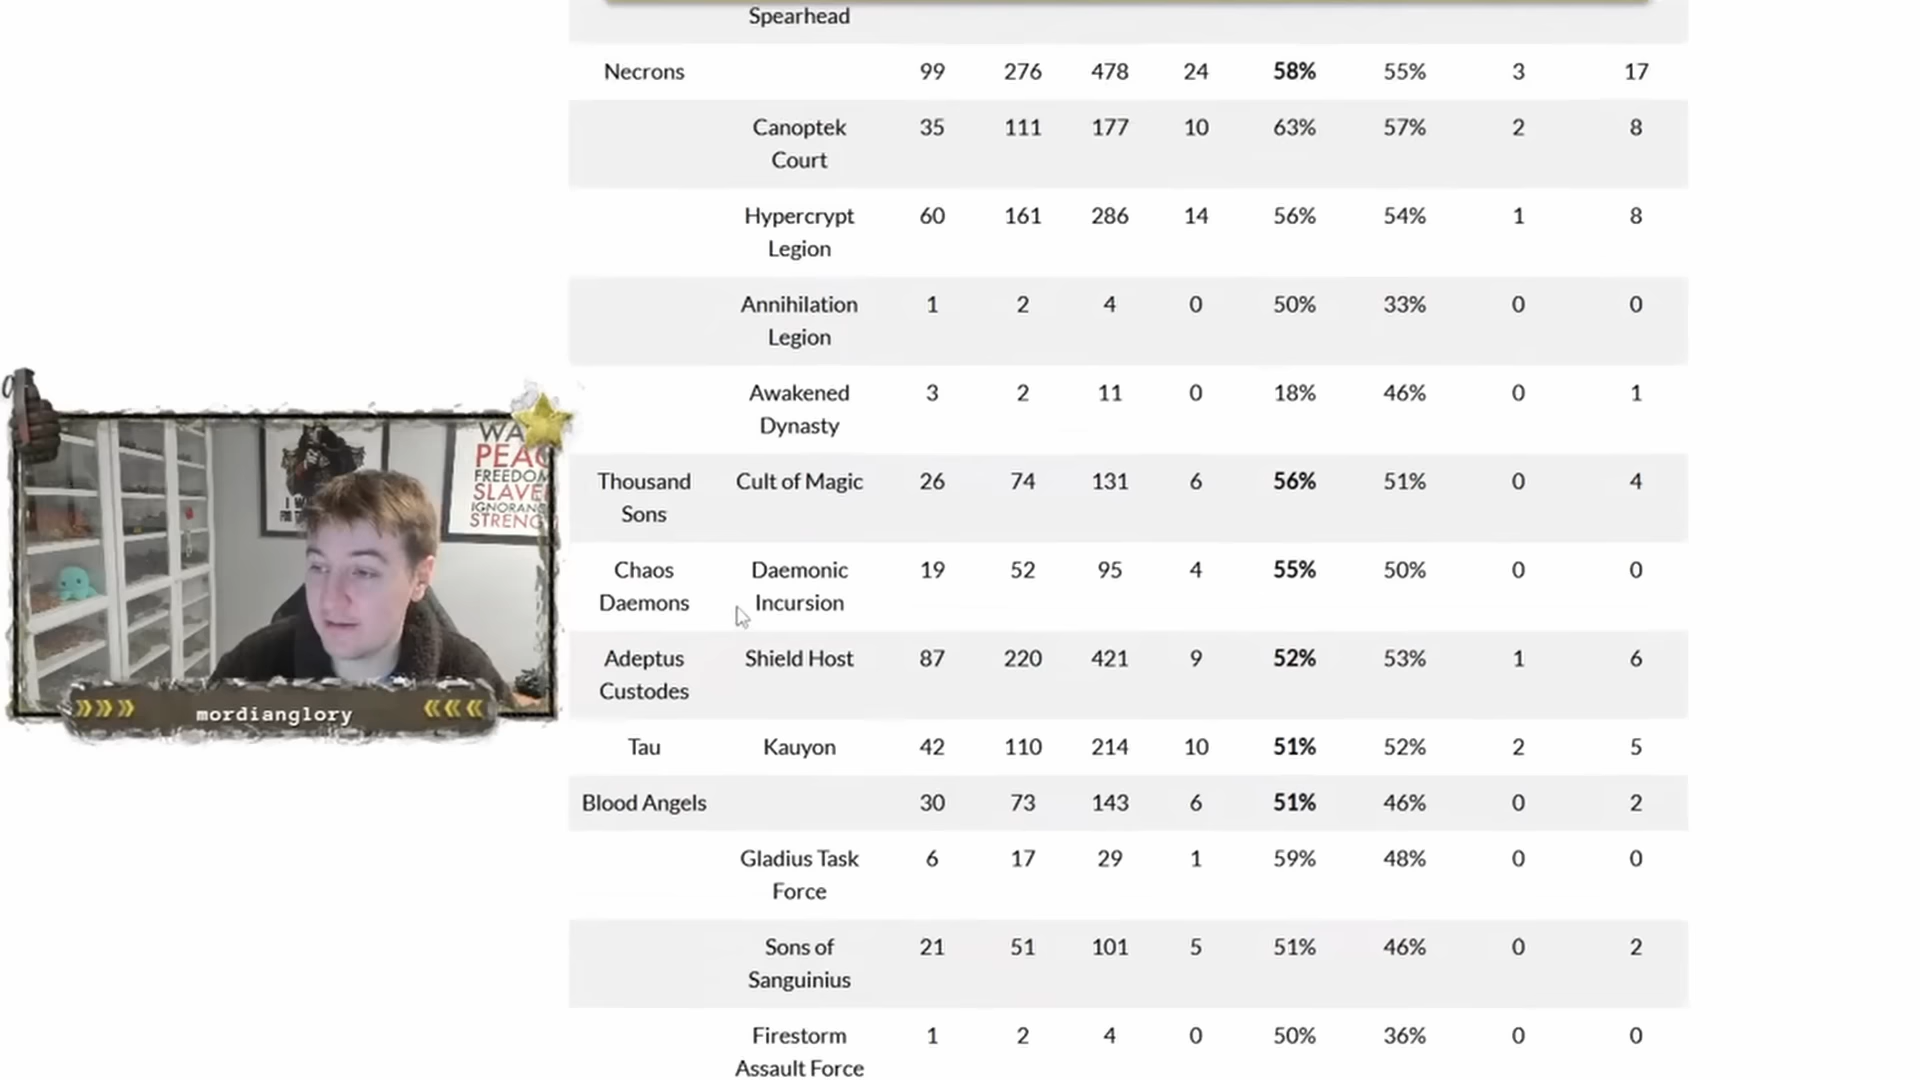 Spearhead
Necrons 99 276 478 24 58% 55% 3 17
Canoptek 35 111 177 10 63% 57% 2 8
Court
Hypercrypt 60 161 286 14 56% 54% 1 8
Legion
Annihilation 1 2 4 0 50% 33% 0 0
Legion
Awakened 3 2 11 0 18% 46% 0 1
Dynasty
Thousand Cult of Magic 26 74 131 6 56% 51% 0 4
Sons
Chaos Daemonic 19 52 95 4 55% 50% 0 0
Daemons Incursion
Adeptus Shield Host 87 220 421 9 52% 53% 1 6
Custodes
Tau Kauyon 42 110 214 10 51% 52% 2 5
Blood Angels 30 73 143 6 51% 46% 0 2
Gladius Task 6 17 29 1 59% 48% 0 0
Force
Sons of 21 51 101 5 51% 46% 0 2
Sanguinius
Firestorm 1 2 4 0 50% 36% 0 0
Assault Force
WA
PEAC
FREEDOM
SLAVE
IGNORANC
STRENG
mordianglory